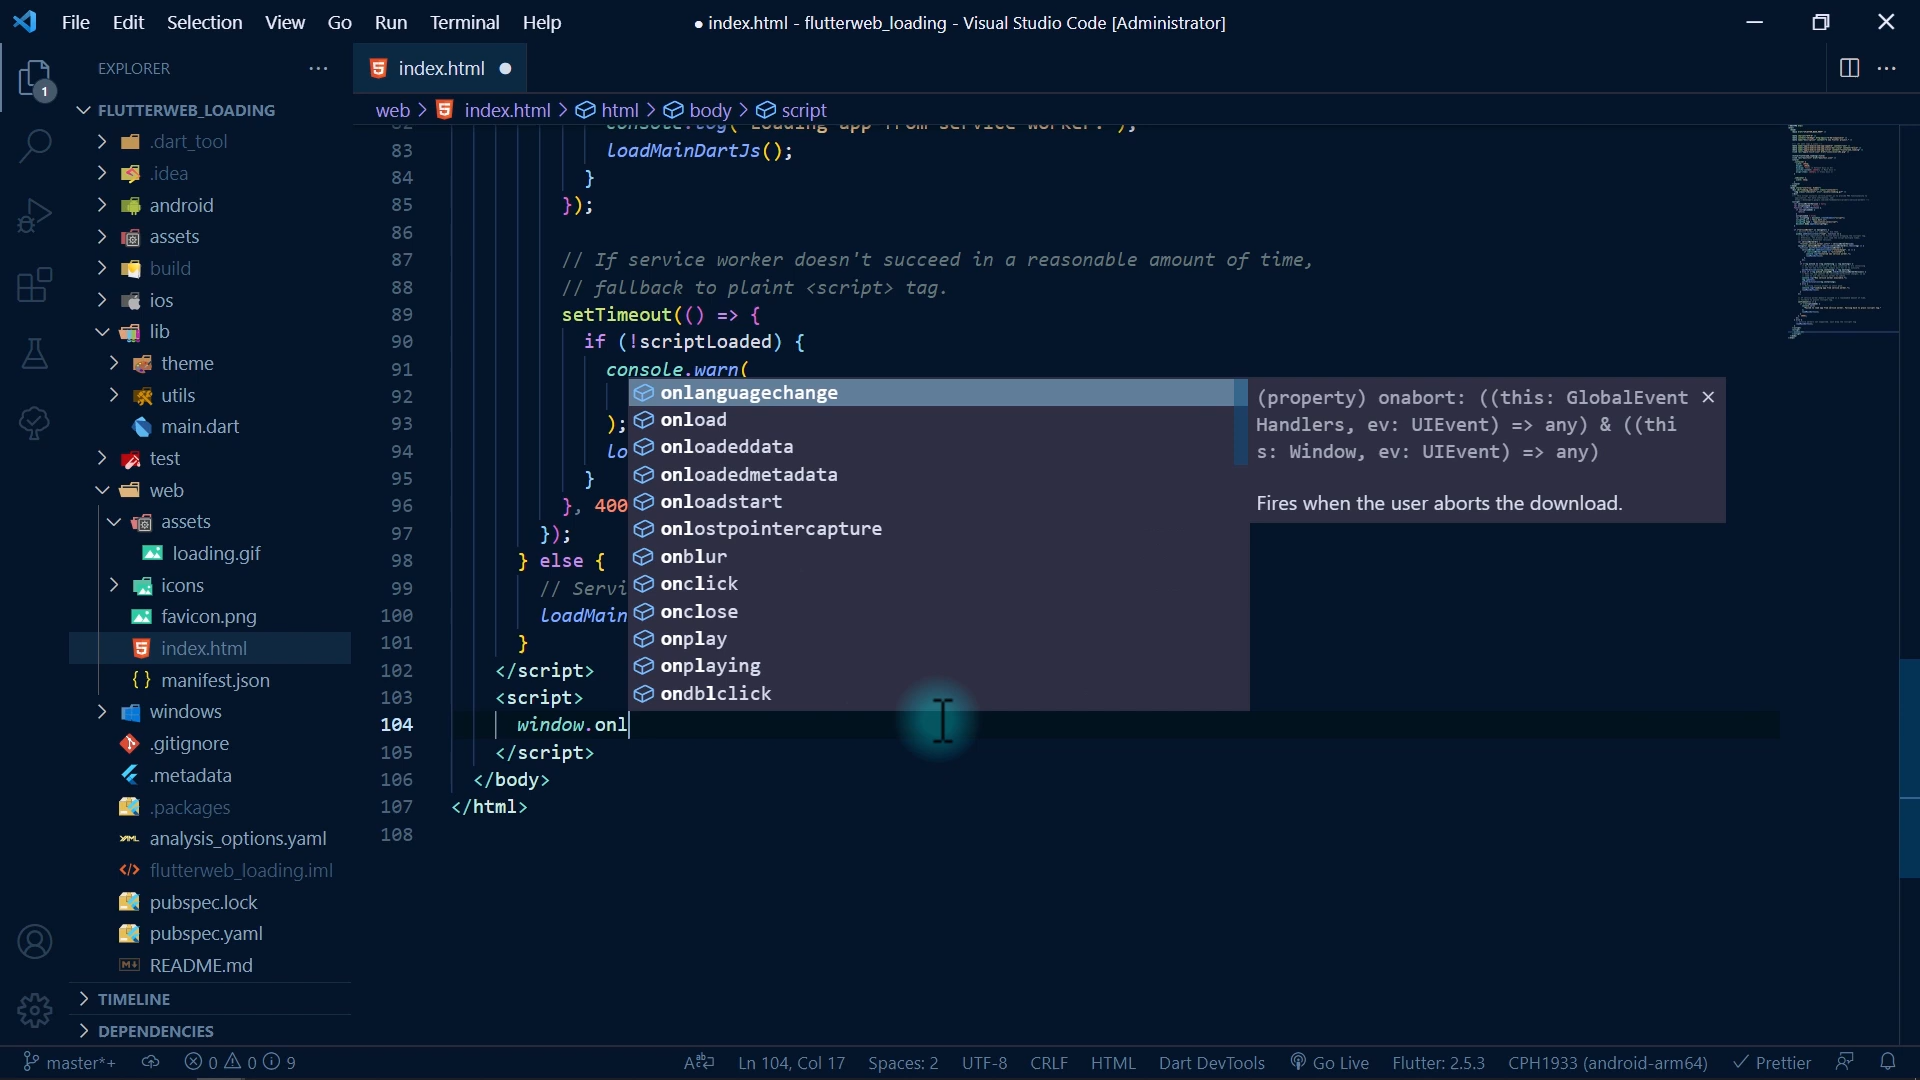 File Edit Selection View Go Run Terminal Help
● index.html - flutterweb_loading - Visual Studio Code [Administrator]
EXPLORER
index.html
1
FLUTTERWEB_LOADING
web > index.html > html > body > script
.dart_tool
.idea
android
assets
build
ios
lib
theme
utils
main.dart
test
web
assets
loading.gif
icons
favicon.png
index.html
manifest.json
windows
.gitignore
.metadata
.packages
analysis_options.yaml
flutterweb_loading.iml
pubspec.lock
pubspec.yaml
README.md
TIMELINE
DEPENDENCIES
83 loadMainDartJs();
84 }
85 });
86
87 // If service worker doesn't succeed in a reasonable amount of time,
88 // fallback to plaint <script> tag.
89 setTimeout(() => {
90 if (!scriptLoaded) {
91 console.warn(
92
93 );
94 lo
95 }
96 }, 400
97 });
98 } else {
99 // Servi
100 loadMain
101 }
102 </script>
103 <script>
104 window.onl
105 </script>
106 </body>
107 </html>
108
onlanguagechange
onload
onloadeddata
onloadedmetadata
onloadstart
onlostpointercapture
onblur
onclick
onclose
onplay
onplaying
ondblclick
(property) onabort: ((this: GlobalEvent
Handlers, ev: UIEvent) => any) & ((thi
s: Window, ev: UIEvent) => any)
Fires when the user aborts the download.
master*+ 0 0 9 Ln 104, Col 17 Spaces: 2 UTF-8 CRLF HTML Dart DevTools Go Live Flutter: 2.5.3 CPH1933 (android-arm64) Prettier